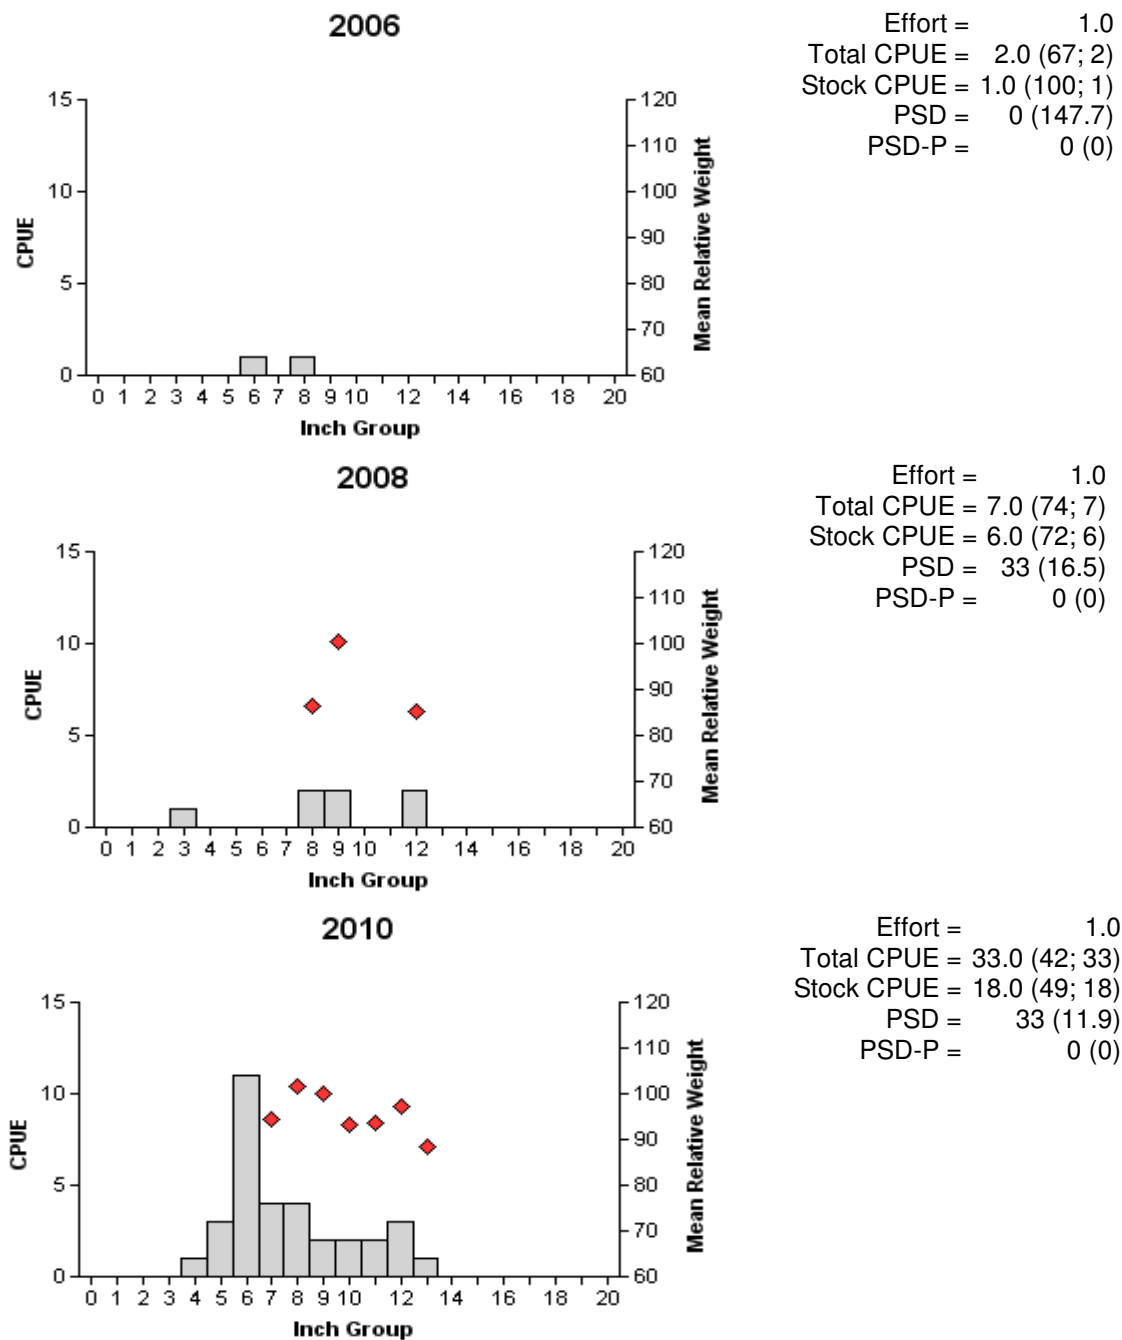 2006
Effort = 1.0
Total CPUE = 2.0 (67; 2)
Stock CPUE = 1.0 (100; 1)
PSD = 0 (147.7)
PSD-P = 0 (0)
15
10
5
0
CPUE
120
110
100
90
80
70
60
Mean Relative Weight
0 1 2 3 4 5 6 7 8 9 10 12 14 16 18 20
Inch Group
2008
Effort = 1.0
Total CPUE = 7.0 (74; 7)
Stock CPUE = 6.0 (72; 6)
PSD = 33 (16.5)
PSD-P = 0 (0)
15
10
5
0
CPUE
120
110
100
90
80
70
60
Mean Relative Weight
0 1 2 3 4 5 6 7 8 9 10 12 14 16 18 20
Inch Group
2010
Effort = 1.0
Total CPUE = 33.0 (42; 33)
Stock CPUE = 18.0 (49; 18)
PSD = 33 (11.9)
PSD-P = 0 (0)
15
10
5
0
CPUE
120
110
100
90
80
70
60
Mean Relative Weight
0 1 2 3 4 5 6 7 8 9 10 12 14 16 18 20
Inch Group